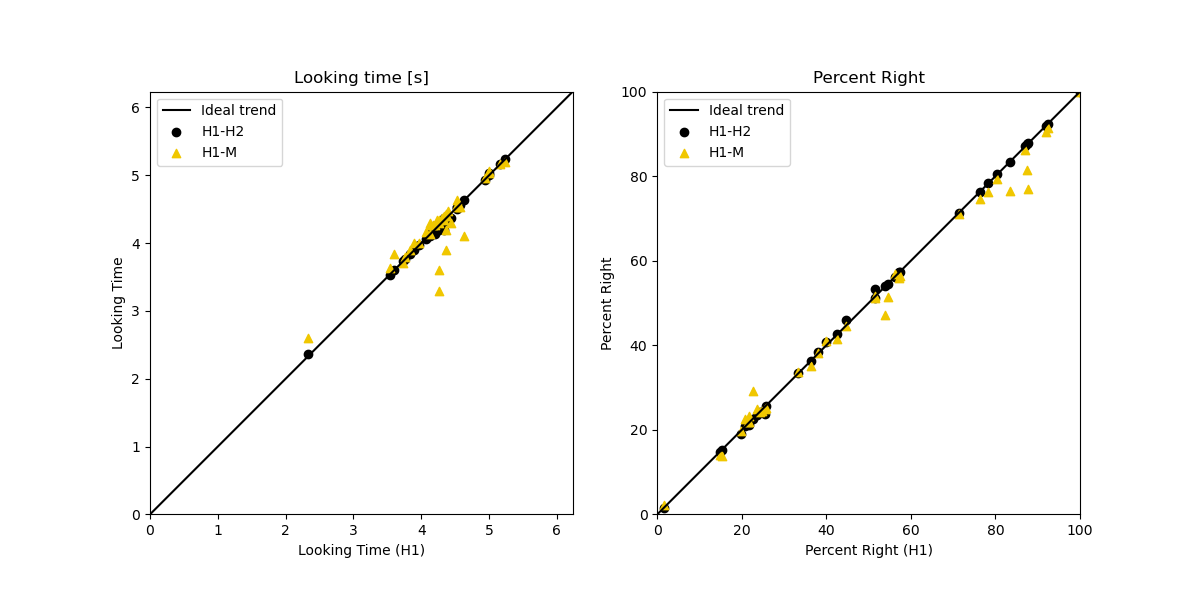 Looking time [s]
Ideal trend
H1-H2
H1-M
6
5
4
3
2
1
0
0 1 2 3 4 5 6
Looking Time
Looking Time (H1)
Percent Right
Ideal trend
H1-H2
H1-M
100
80
60
40
20
0
0 20 40 60 80 100
Percent Right
Percent Right (H1)